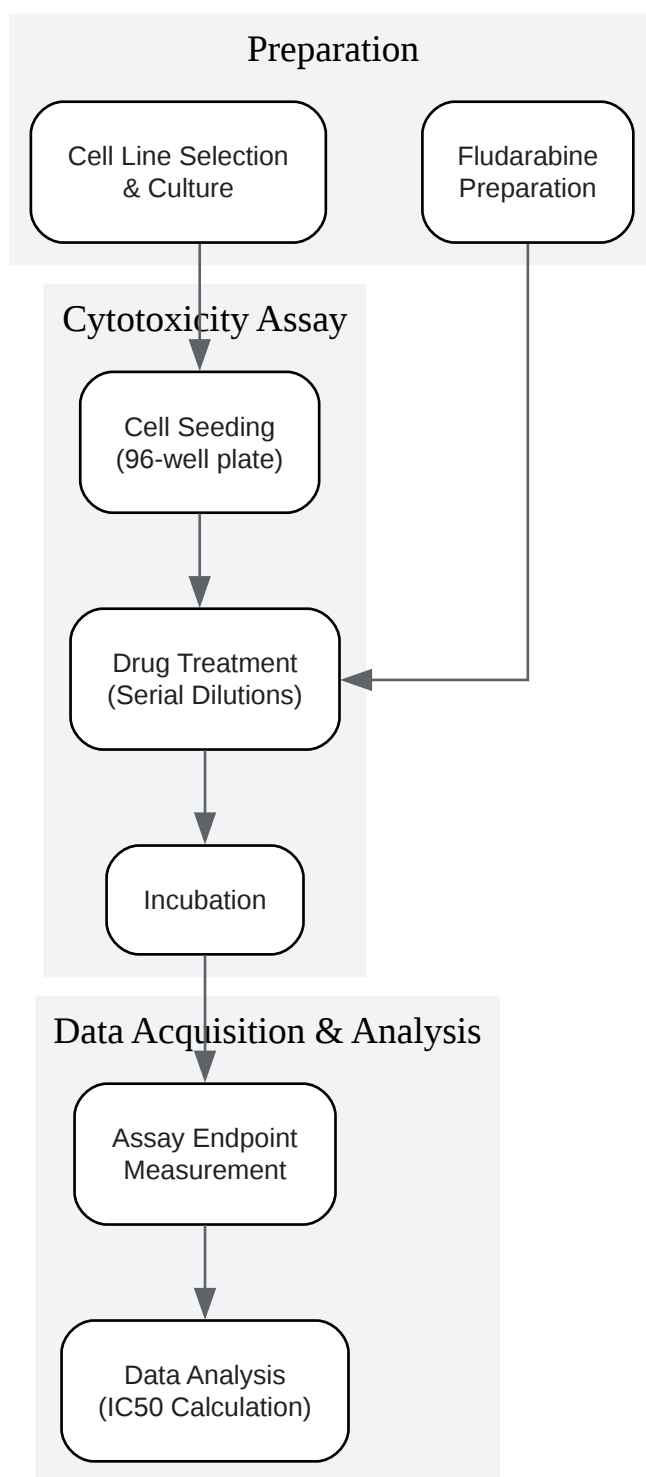 Preparation
Cell Line Selection
& Culture
Fludarabine
Preparation
Cytotoxicity Assay
Cell Seeding
(96-well plate)
Drug Treatment
(Serial Dilutions)
Incubation
Data Acquisition & Analysis
Assay Endpoint
Measurement
Data Analysis
(IC50 Calculation)